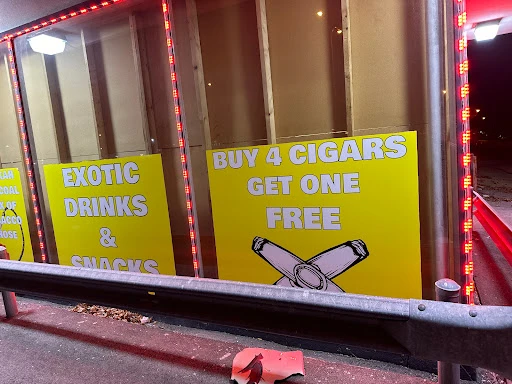 EXOTIC
DRINKS
&
SNACKS
BUY 4 CIGARS
GET ONE
FREE